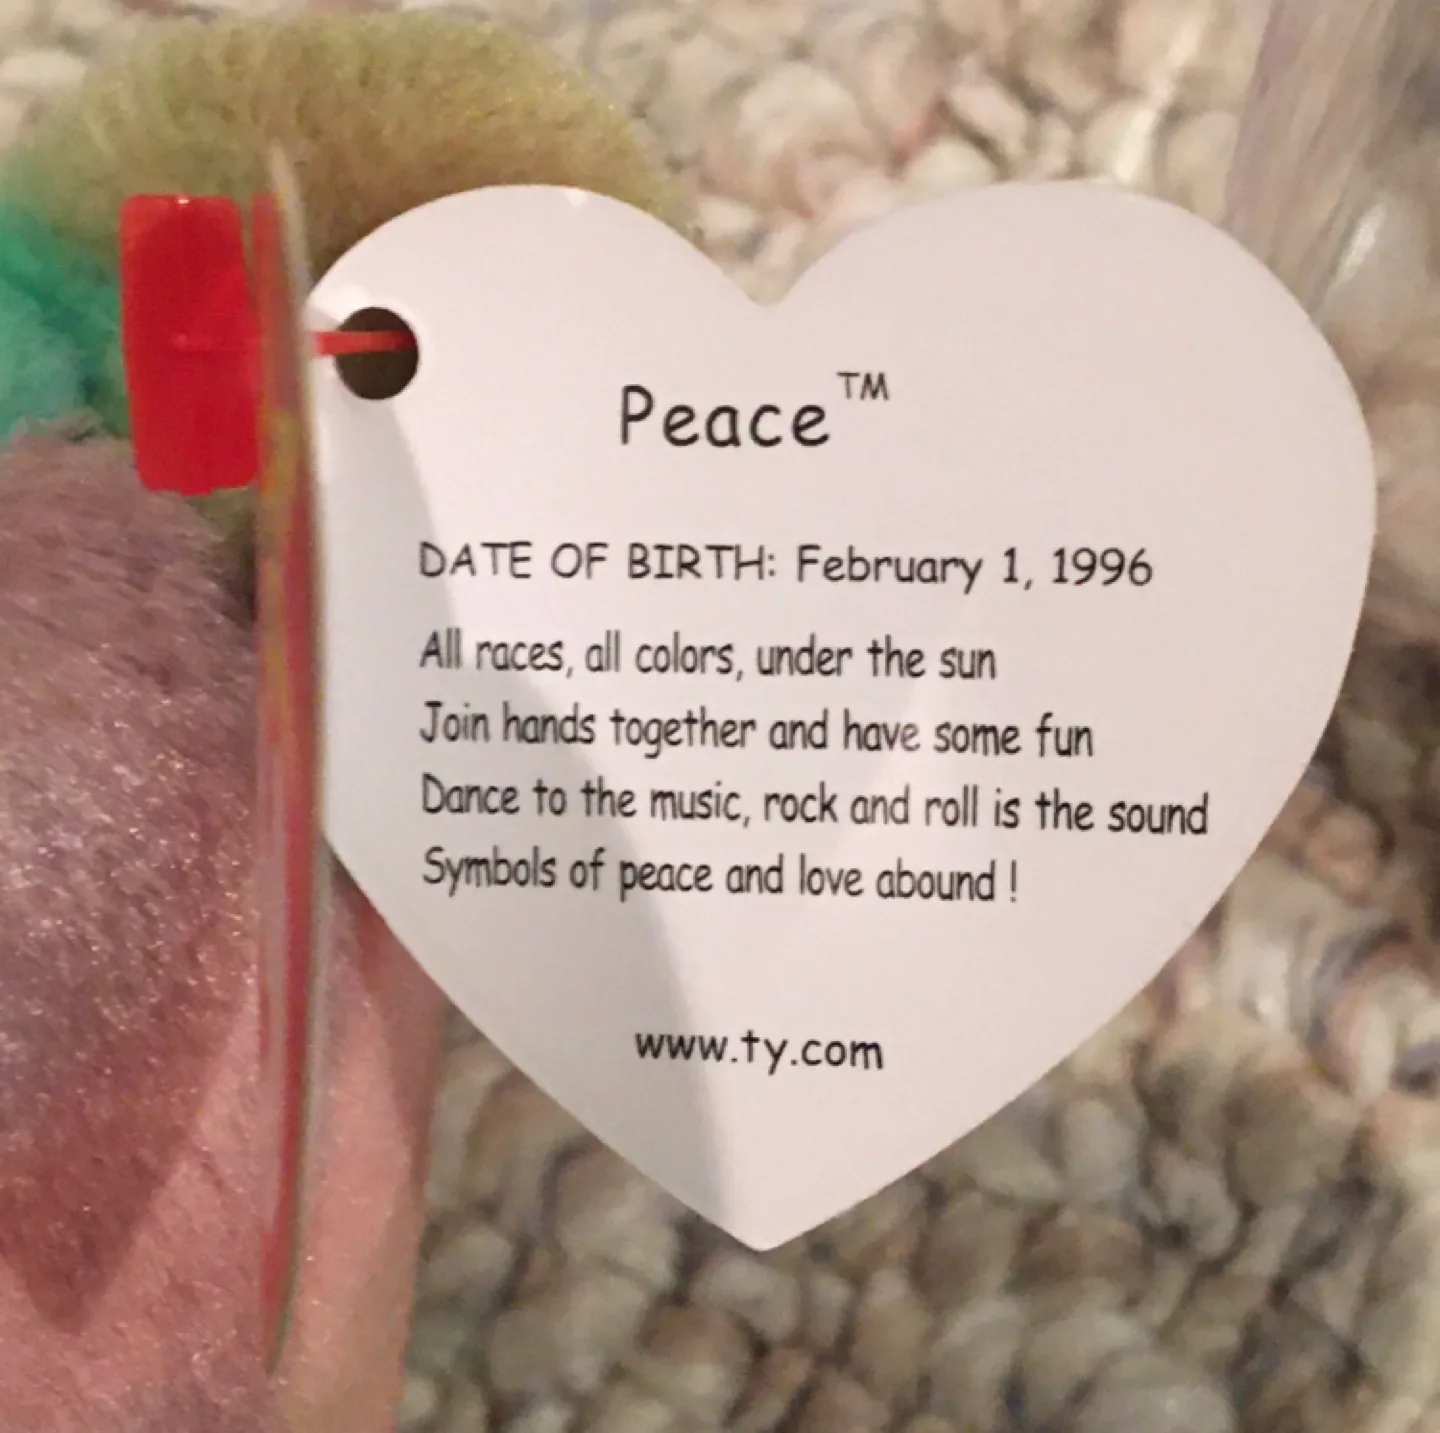 Peace™
DATE OF BIRTH: February 1, 1996
All races, all colors, under the sun
Join hands together and have some fun
Dance to the music, rock and roll is the sound
Symbols of peace and love abound !
www.ty.com